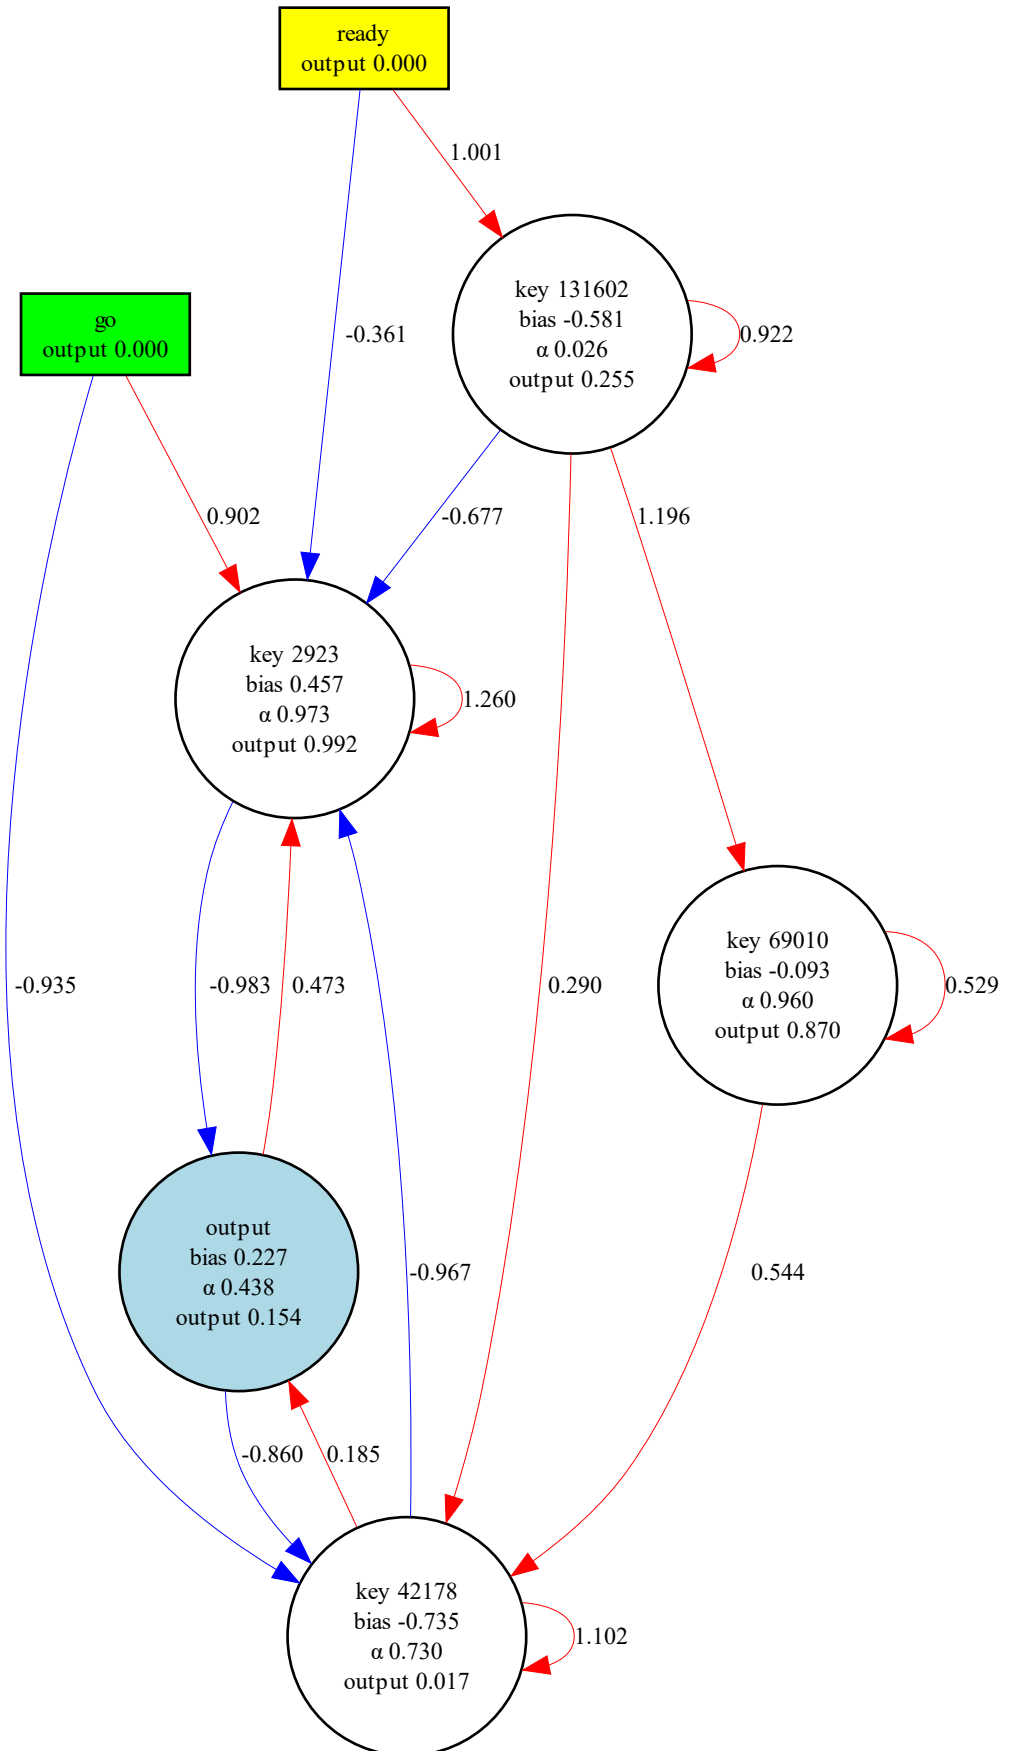 ready
output 0.000
1.001
key 131602
bias -0.581
α 0.026
output 0.255
0.922
go
output 0.000
-0.361
0.902
-0.677
1.196
key 2923
bias 0.457
α 0.973
output 0.992
1.260
key 69010
bias -0.093
α 0.960
output 0.870
0.529
-0.935
-0.983
0.473
0.290
output
bias 0.227
α 0.438
output 0.154
-0.967
0.544
-0.860
0.185
key 42178
bias -0.735
α 0.730
output 0.017
1.102